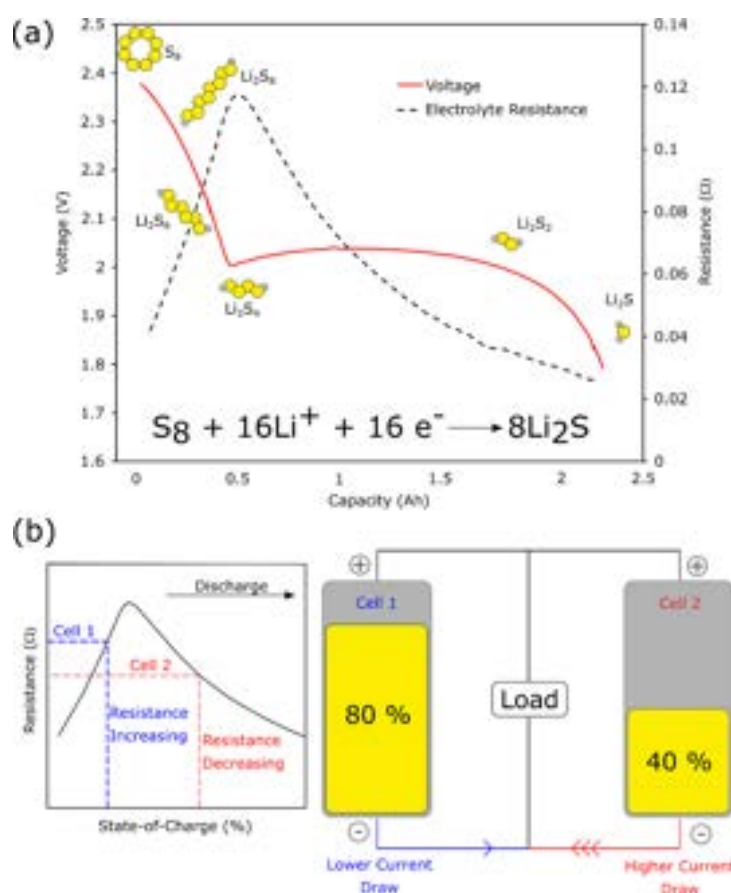 (a)
2.5
2.4
2.3
2.2
2.1
2
1.9
1.8
1.7
1.6
Voltage (V)
0.14
0.12
0.1
0.08
0.06
0.04
0.02
0
Resistance (Ω)
S₈
Li₂S₈
Voltage
Electrolyte Resistance
Li₂S₆
Li₂S₄
Li₂S₂
Li₂S
S₈ + 16Li⁺ + 16 e⁻ → 8Li₂S
0 0.5 1 1.5 2 2.5
Capacity (Ah)
(b)
Discharge
Cell 1
Cell 2
Resistance
Increasing
Resistance
Decreasing
Resistance (Ω)
State-of-Charge (%)
+
Cell 1
80 %
−
Lower Current
Draw
Load
+
Cell 2
40 %
−
Higher Current
Draw